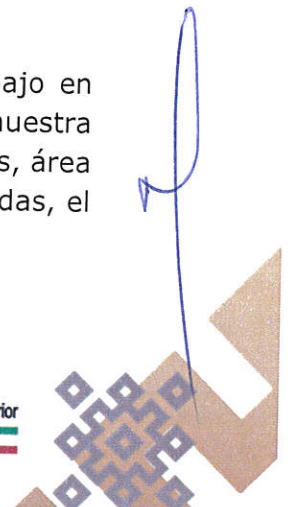 ajo en
nuestra
s, área
das, el
rior